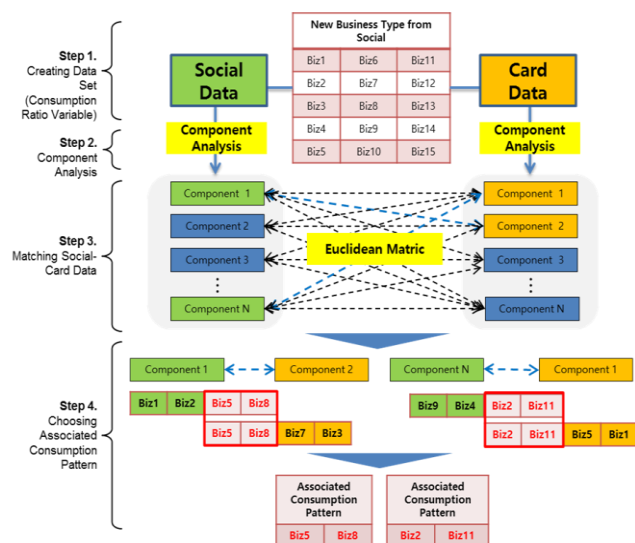 New Business Type from
Social
Biz1 Biz6 Biz11
Biz2 Biz7 Biz12
Biz3 Biz8 Biz13
Biz4 Biz9 Biz14
Biz5 Biz10 Biz15
Step 1.
Creating Data
Set
(Consumption
Ratio Variable)
Social
Data
Card
Data
Step 2.
Component
Analysis
Component
Analysis
Component
Analysis
Step 3.
Matching Social-
Card Data
Component 1
Component 2
Component 3
Component N
Euclidean Matric
Component 1
Component 2
Component 3
Component N
Step 4.
Choosing
Associated
Consumption
Pattern
Component 1
Component 2
Component N
Component 1
Biz1 Biz2 Biz5 Biz8
Biz5 Biz8 Biz7 Biz3
Biz9 Biz4 Biz2 Biz11
Biz2 Biz11 Biz5 Biz1
Associated
Consumption
Pattern
Biz5 Biz8
Associated
Consumption
Pattern
Biz2 Biz11